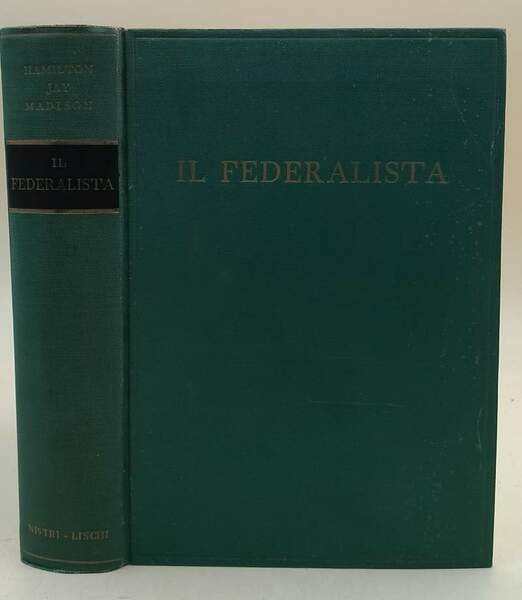 HAMILTON
JAY
MADISON
IL
FEDERALISTA
NISTRI - LISCHI
IL FEDERALISTA